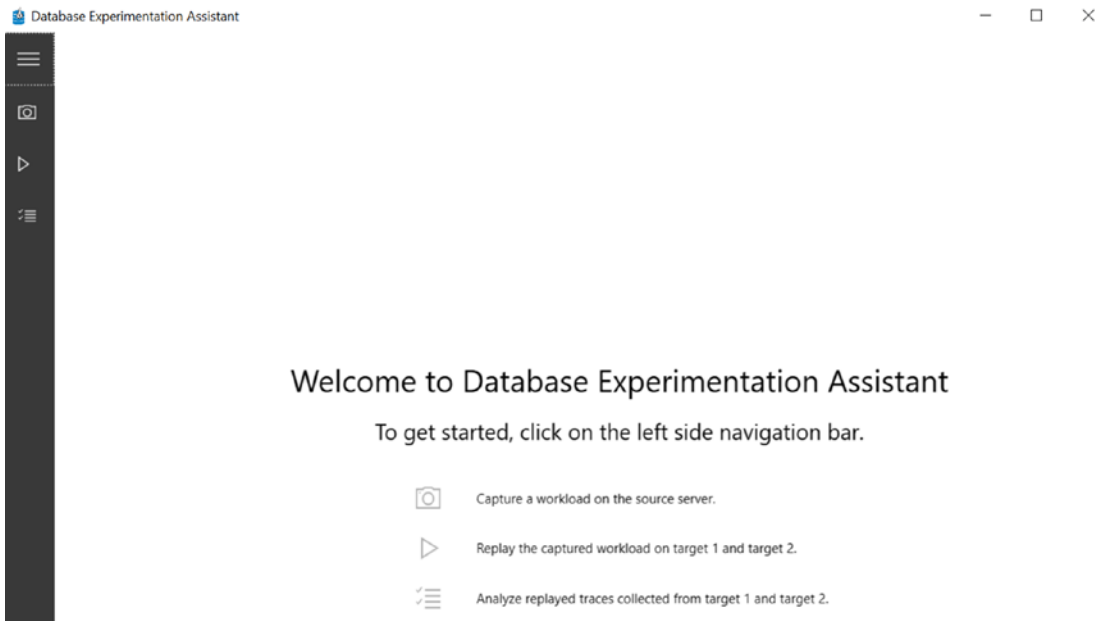 Database Experimentation Assistant
Welcome to Database Experimentation Assistant
To get started, click on the left side navigation bar.
Capture a workload on the source server.
Replay the captured workload on target 1 and target 2.
Analyze replayed traces collected from target 1 and target 2.